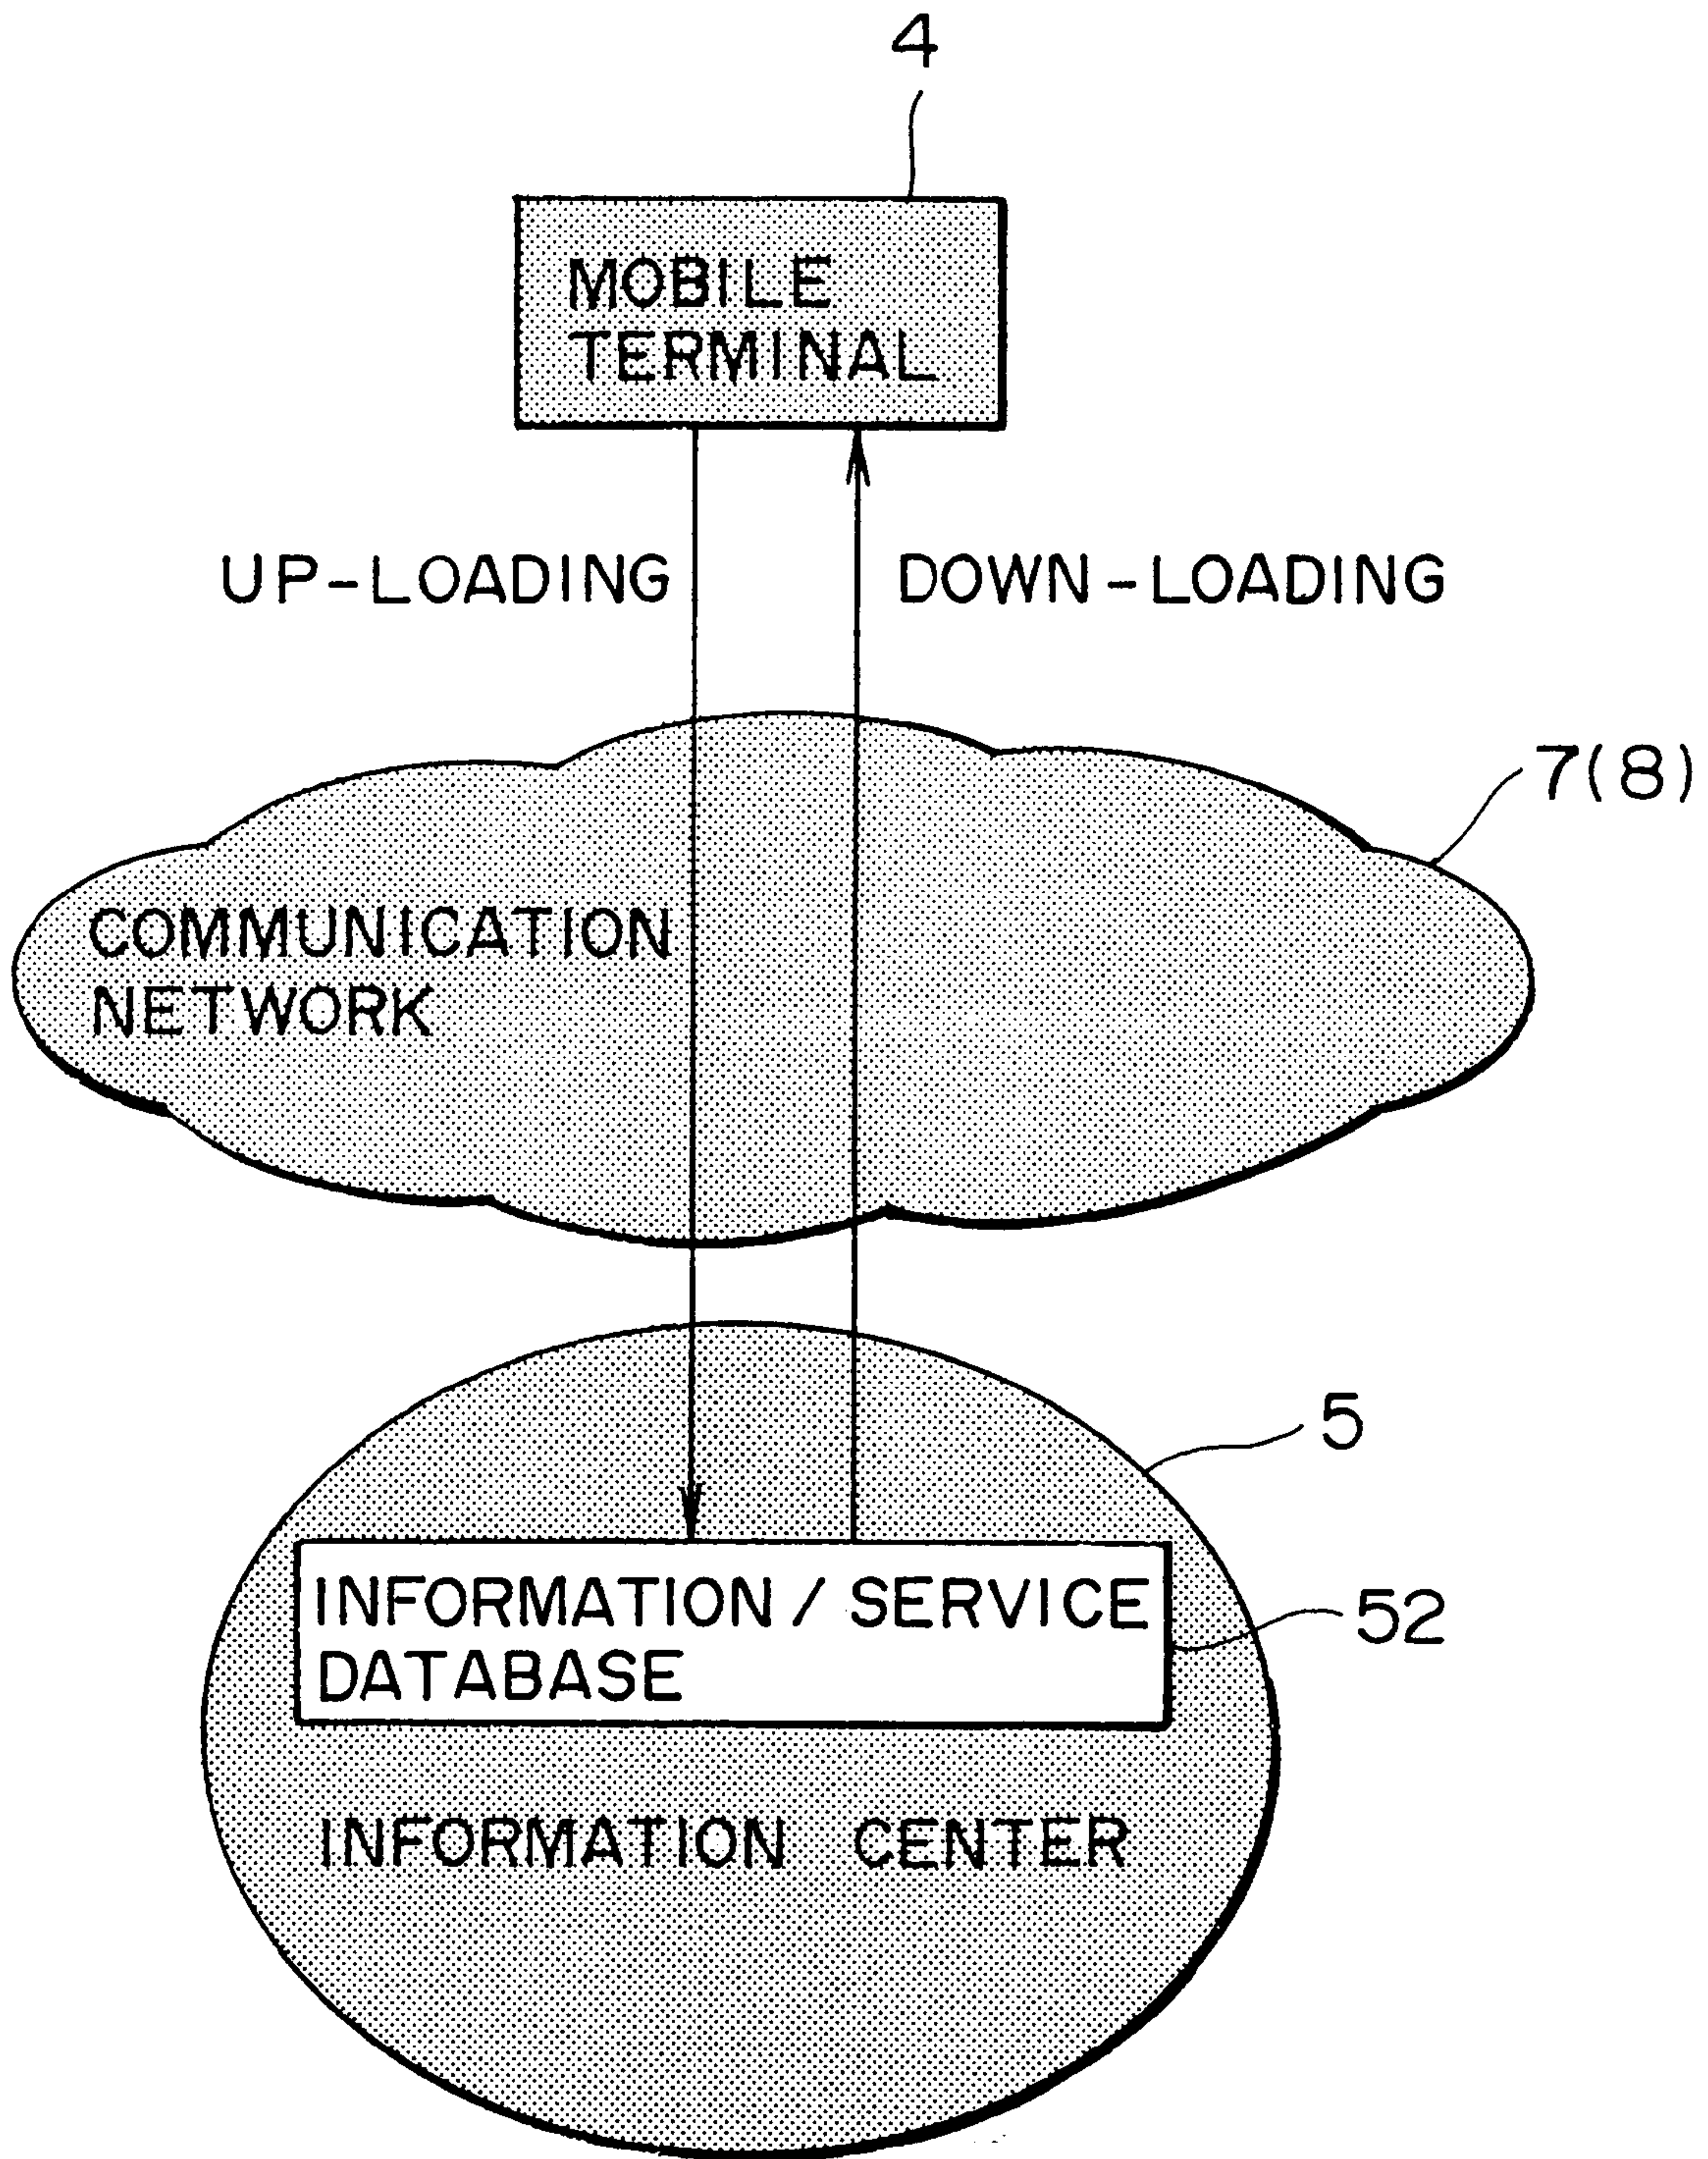 4
MOBILE
TERMINAL
UP-LOADING
DOWN-LOADING
7(8)
COMMUNICATION
NETWORK
5
INFORMATION / SERVICE
DATABASE
52
INFORMATION CENTER